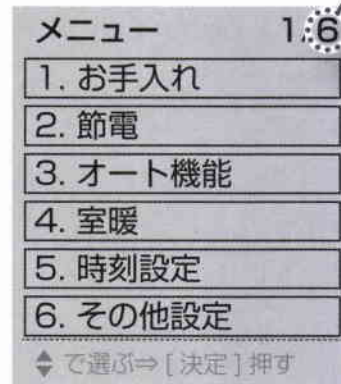 メニュー 1/6
1. お手入れ
2. 節電
3. オート機能
4. 室暖
5. 時刻設定
6. その他設定
▲▼で選ぶ⇒[決定]押す